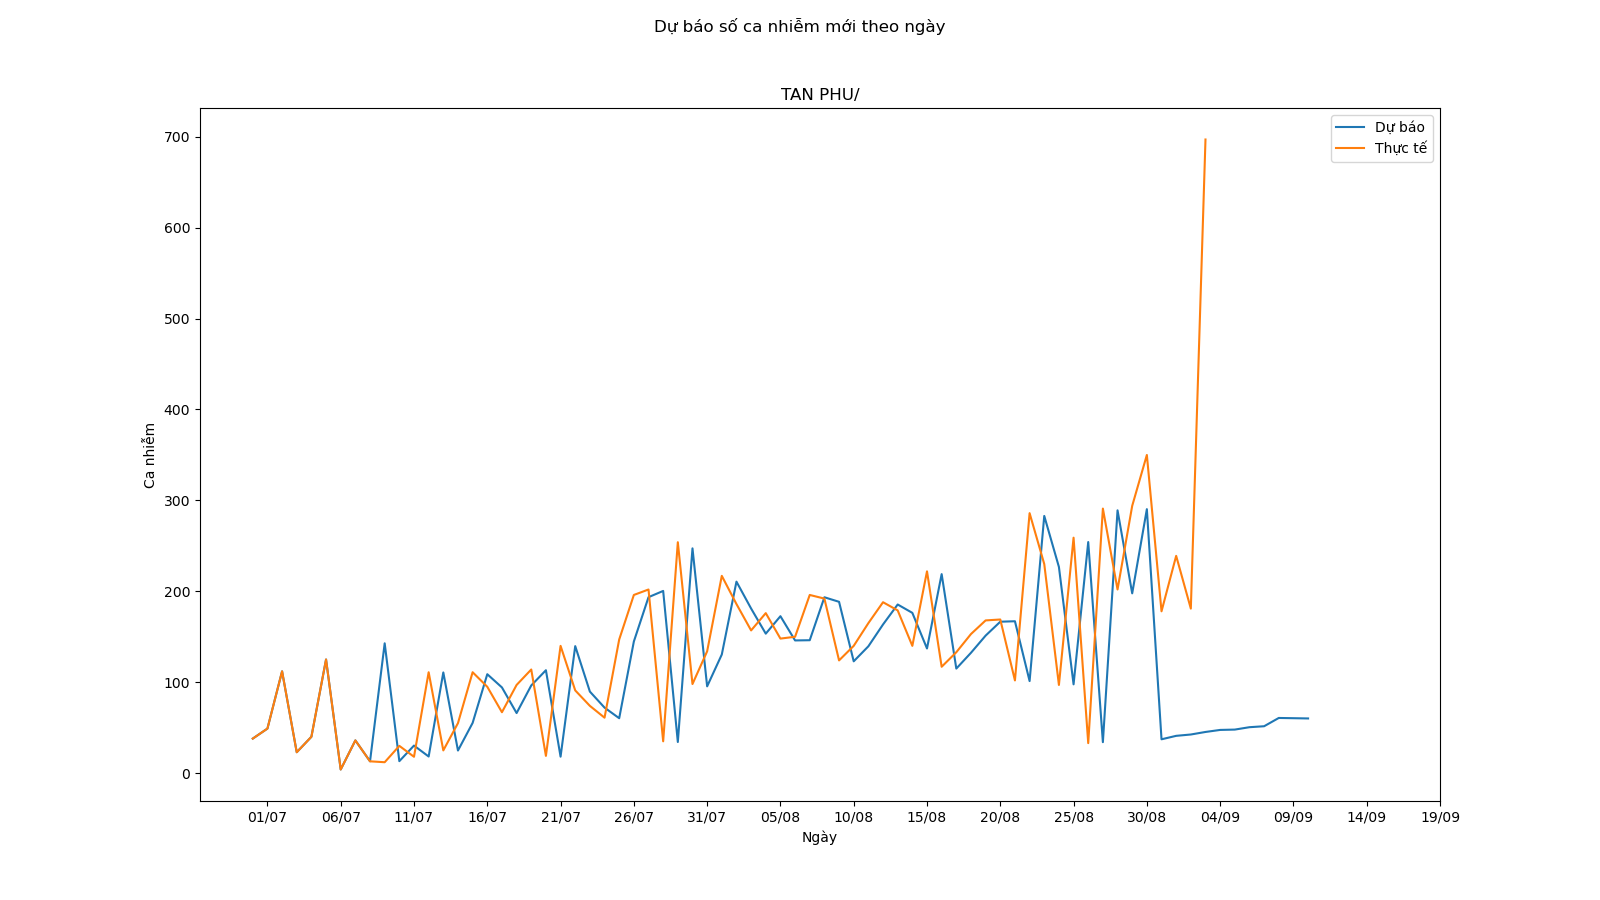 Dự báo số ca nhiễm mới theo ngày
TAN PHU/
Dự báo
Thực tế
700
600
500
400
300
200
100
0
Ca nhiễm
01/07 06/07 11/07 16/07 21/07 26/07 31/07 05/08 10/08 15/08 20/08 25/08 30/08 04/09 09/09 14/09 19/09
Ngày